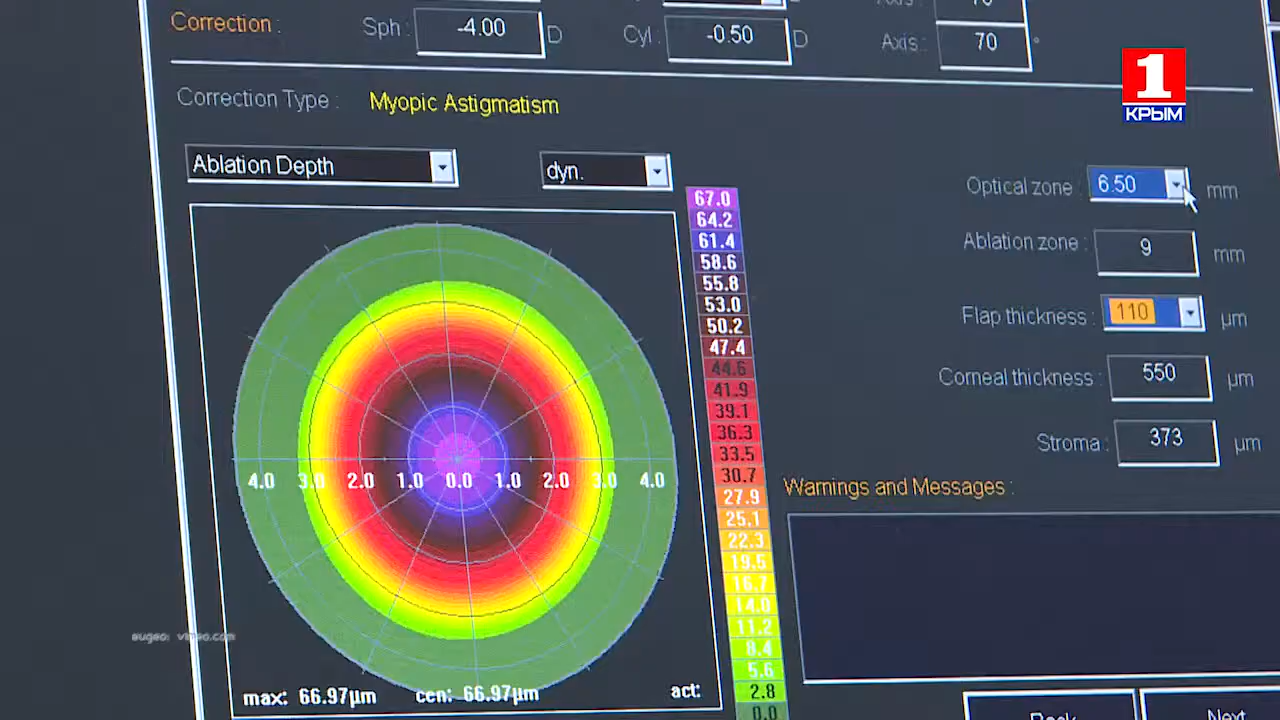 Correction : Sph : -4.00 D Cyl : -0.50 D Axis : 70 °
Correction Type : Myopic Astigmatism
1
КРЫМ
Ablation Depth dyn.
Optical zone : 6.50 mm
Ablation zone : 9 mm
Flap thickness : 110 µm
Corneal thickness : 550 µm
Stroma : 373 µm
67.0
64.2
61.4
58.6
55.8
53.0
50.2
47.4
44.6
41.9
39.1
36.3
33.5
30.7
27.9
25.1
22.3
19.5
16.7
14.0
11.2
8.4
5.6
2.8
0.0
4.0 3.0 2.0 1.0 0.0 1.0 2.0 3.0 4.0
Warnings and Messages :
max: 66.97µm cen: 66.97µm act:
Back Next